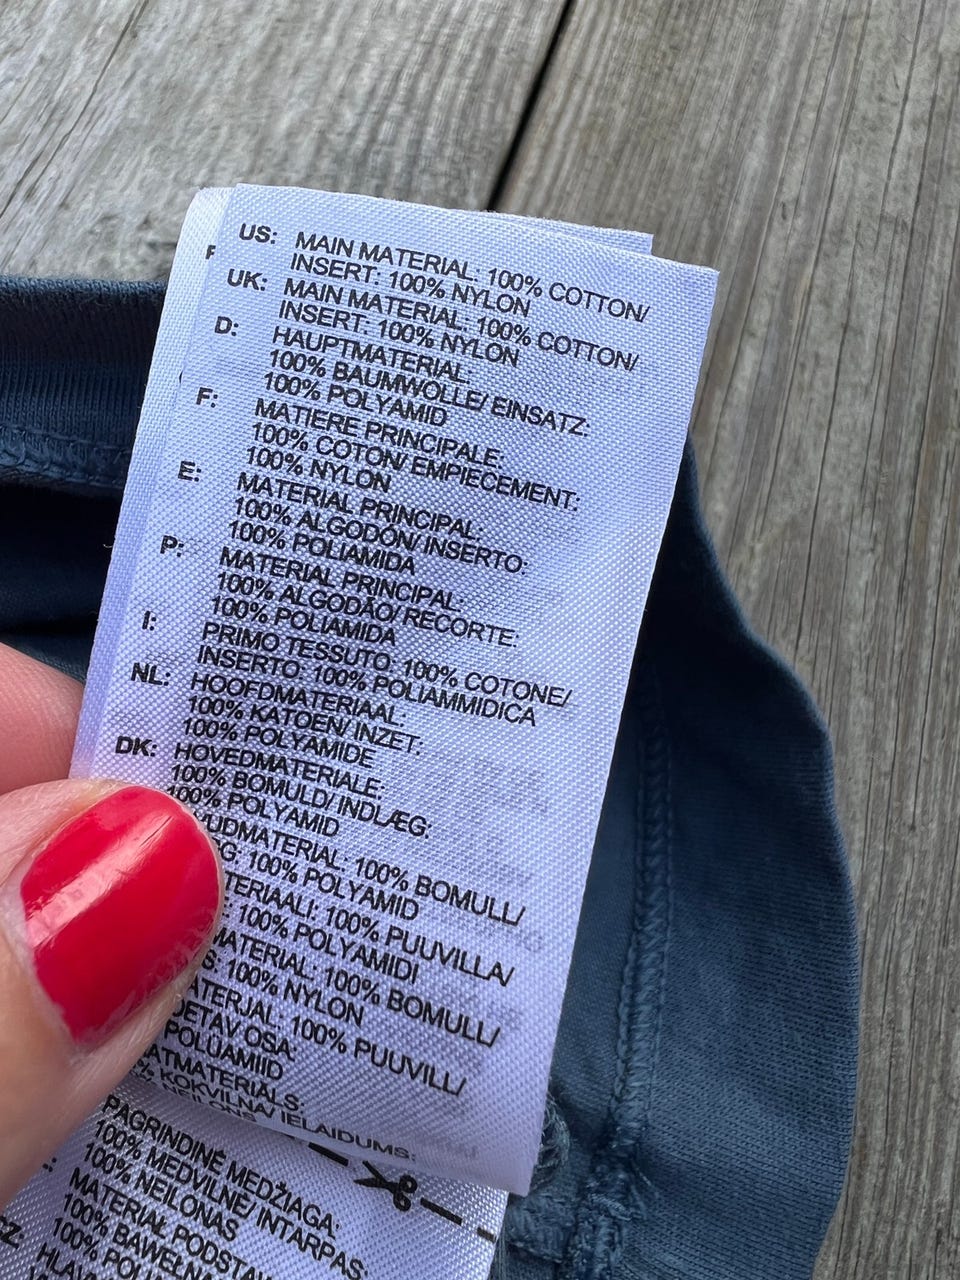 US: MAIN MATERIAL: 100% COTTON/
INSERT: 100% NYLON
UK: MAIN MATERIAL: 100% COTTON/
INSERT: 100% NYLON
D: HAUPTMATERIAL:
100% BAUMWOLLE/ EINSATZ:
100% POLYAMID
F: MATIERE PRINCIPALE:
100% COTON/ EMPIECEMENT:
100% NYLON
E: MATERIAL PRINCIPAL:
100% ALGODÓN/ INSERTO:
100% POLIAMIDA
P: MATERIAL PRINCIPAL:
100% ALGODÃO/ RECORTE:
100% POLIAMIDA
I: PRIMO TESSUTO: 100% COTONE/
INSERTO: 100% POLIAMMIDICA
NL: HOOFDMATERIAAL:
100% KATOEN/ INZET:
100% POLYAMIDE
DK: HOVEDMATERIALE:
100% BOMULD/ INDLÆG:
100% POLYAMID
100% BOMULL/
100% POLYAMID
100% PUUVILLA/
100% POLYAMIDI
100% BOMULL/
100% NYLON
100% PUUVILL/
OSA:
POLÜAMIID
KOKVILNA/ IELAIDUMS:
PAGRINDINĖ MEDŽIAGA:
100% MEDVILNĖ/ INTARPAS:
100% NEILONAS
MATERIAŁ
100%
100%